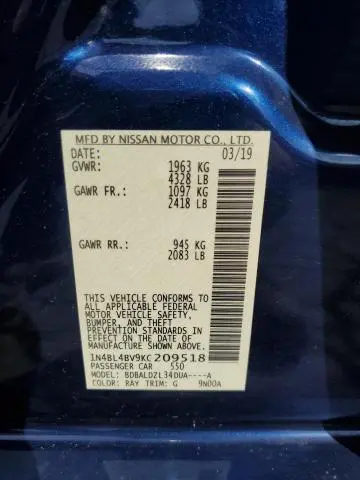 MFD BY NISSAN MOTOR CO., LTD.
DATE: 03/19
GVWR: 1963 KG
4328 LB
GAWR FR.: 1097 KG
2418 LB
GAWR RR.: 945 KG
2083 LB
THIS VEHICLE CONFORMS TO
ALL APPLICABLE FEDERAL
MOTOR VEHICLE SAFETY,
BUMPER, AND THEFT
PREVENTION STANDARDS IN
EFFECT ON THE DATE OF
MANUFACTURE SHOWN ABOVE.
1N4BL4BV9KC209518
PASSENGER CAR 550
MODEL: BDBALDZL34DUA----A
COLOR: RAY TRIM: G 9N00A